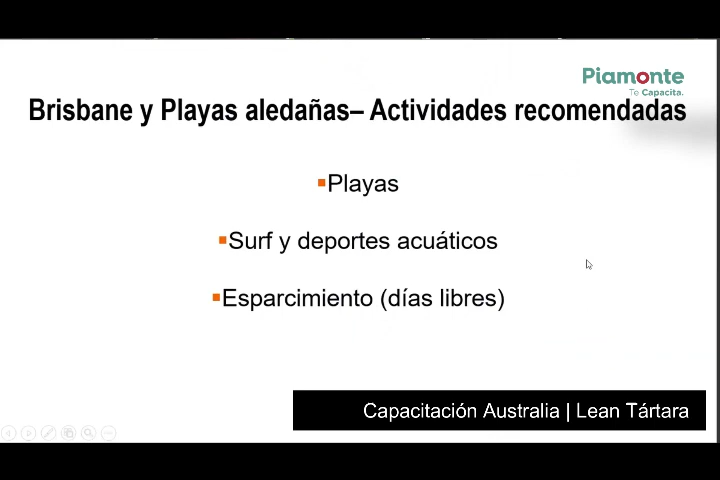 Piamonte
Te Capacita.
Brisbane y Playas aledañas– Actividades recomendadas
▪Playas
▪Surf y deportes acuáticos
▪Esparcimiento (días libres)
Capacitación Australia | Lean Tártara